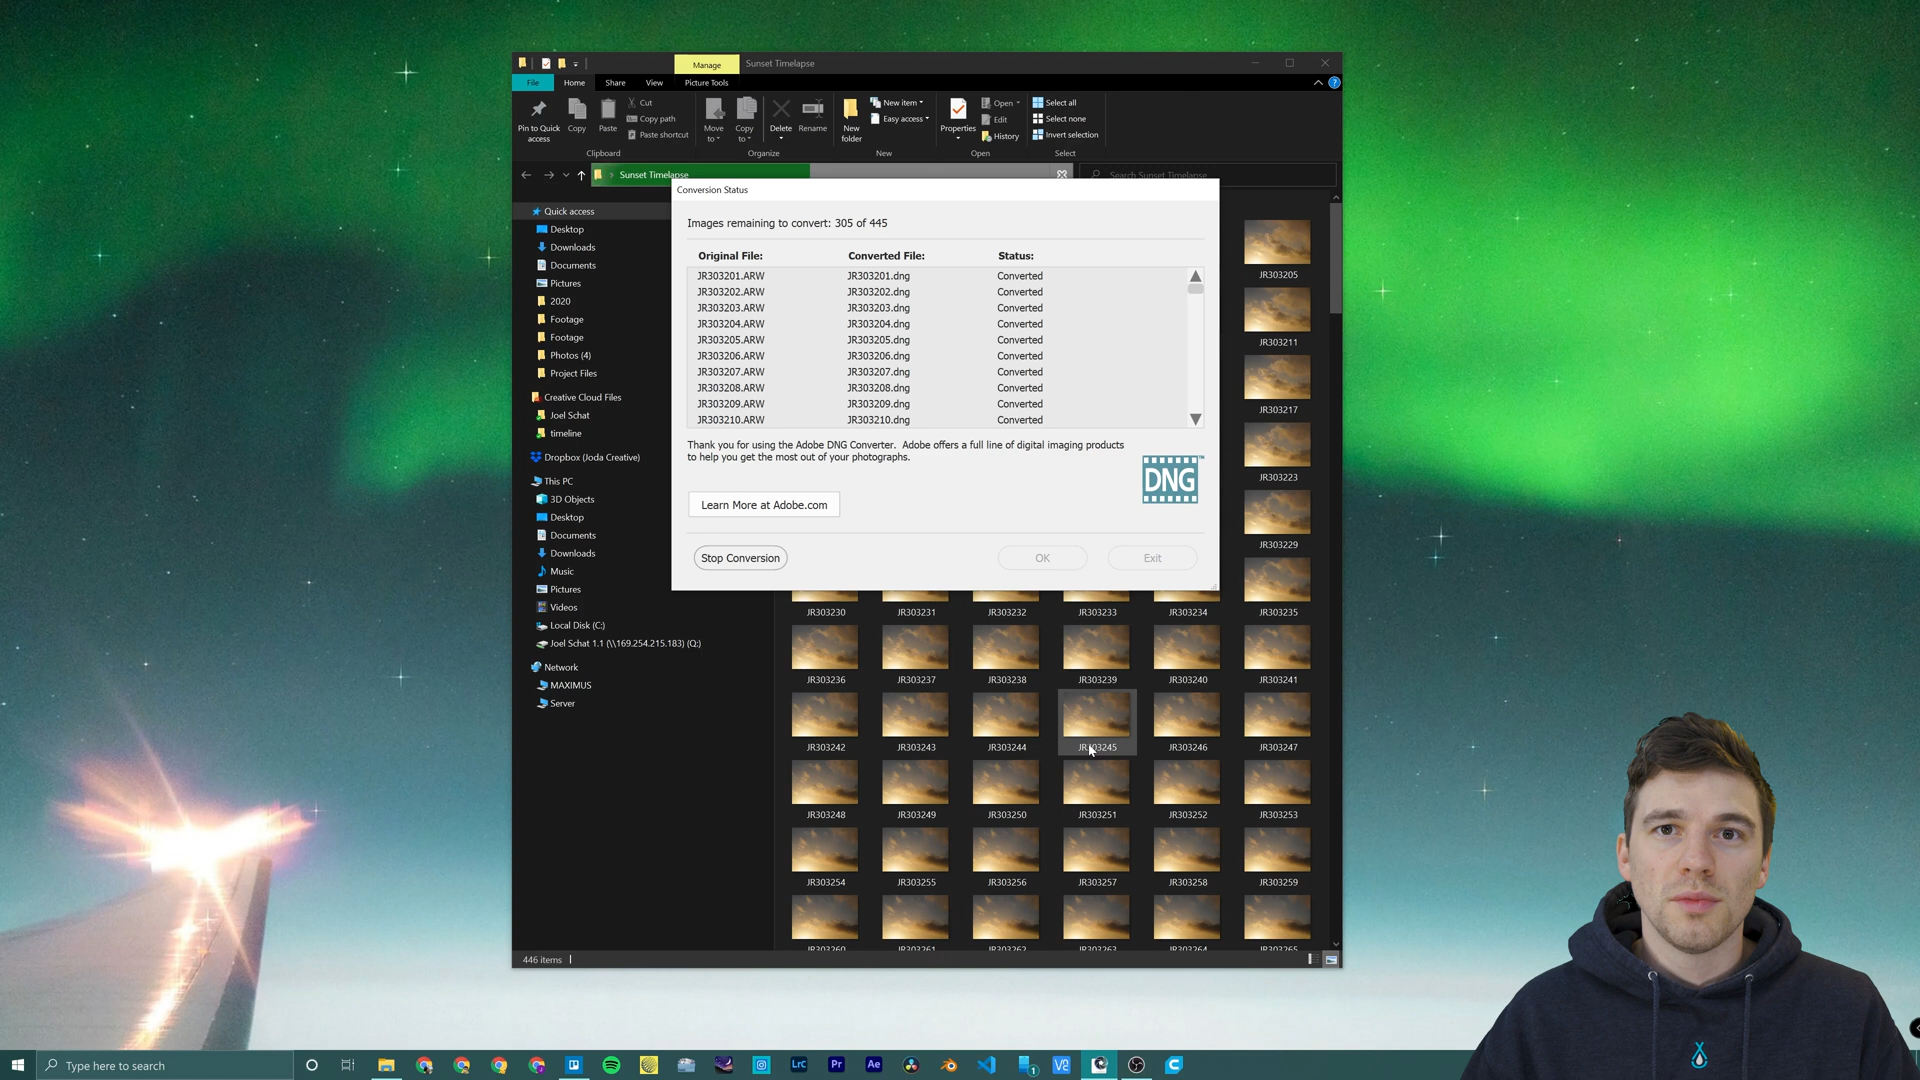 Manage
Sunset Timelapse
File
Home
Share
View
Picture Tools
Pin to Quick
access
Copy
Paste
Cut
Copy path
Paste shortcut
Clipboard
Move
to
Copy
to
Delete
Rename
Organize
New
folder
New item
Easy access
New
Properties
Open
Edit
History
Open
Select all
Select none
Invert selection
Select
Sunset Timelapse
Search Sunset Timelapse
Quick access
Desktop
Downloads
Documents
Pictures
2020
Footage
Footage
Photos (4)
Project Files
Creative Cloud Files
Joel Schat
timeline
Dropbox (Joda Creative)
This PC
3D Objects
Desktop
Documents
Downloads
Music
Pictures
Videos
Local Disk (C:)
Joel Schat 1.1 (\\169.254.215.183) (Q:)
Network
MAXIMUS
Server
Conversion Status
Images remaining to convert: 305 of 445
Original File: Converted File: Status:
JR303201.ARW JR303201.dng Converted
JR303202.ARW JR303202.dng Converted
JR303203.ARW JR303203.dng Converted
JR303204.ARW JR303204.dng Converted
JR303205.ARW JR303205.dng Converted
JR303206.ARW JR303206.dng Converted
JR303207.ARW JR303207.dng Converted
JR303208.ARW JR303208.dng Converted
JR303209.ARW JR303209.dng Converted
JR303210.ARW JR303210.dng Converted
Thank you for using the Adobe DNG Converter. Adobe offers a full line of digital imaging products
to help you get the most out of your photographs.
DNG
Learn More at Adobe.com
Stop Conversion
OK
Exit
JR303205
JR303211
JR303217
JR303223
JR303229
JR303230 JR303231 JR303232 JR303233 JR303234 JR303235
JR303236 JR303237 JR303238 JR303239 JR303240 JR303241
JR303242 JR303243 JR303244 JR303245 JR303246 JR303247
JR303248 JR303249 JR303250 JR303251 JR303252 JR303253
JR303254 JR303255 JR303256 JR303257 JR303258 JR303259
JR303260 JR303261 JR303262 JR303263 JR303264 JR303265
446 items
Type here to search
Lrc
Pr
Ae
1